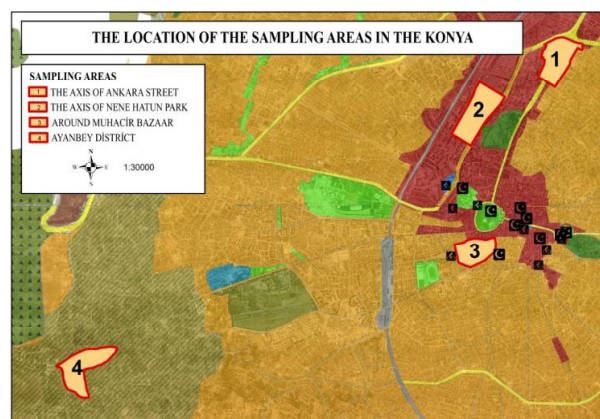 THE LOCATION OF THE SAMPLING AREAS IN THE KONYA
SAMPLING AREAS
1 THE AXIS OF ANKARA STREET
2 THE AXIS OF NENE HATUN PARK
3 AROUND MUHACİR BAZAAR
4 AYANBEY DİSTRİCT
N
W E
S
1:30000
1
2
3
4